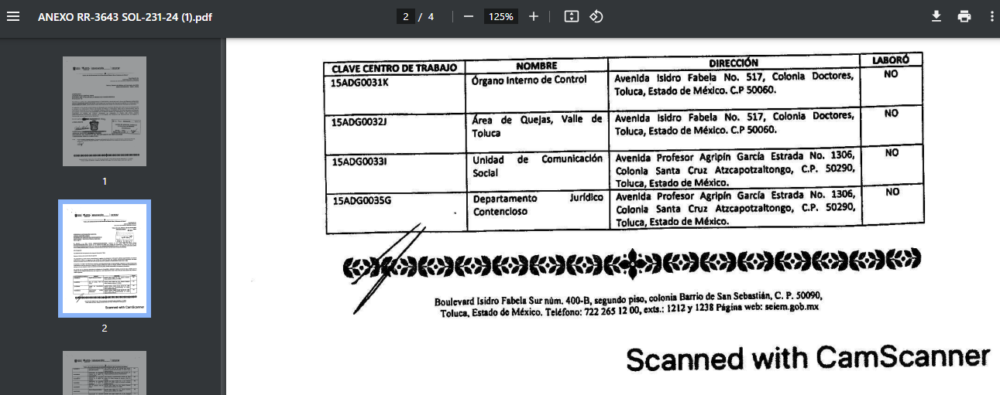 ANEXO RR-3643 SOL-231-24 (1).pdf
2 / 4
125%
CLAVE CENTRO DE TRABAJO NOMBRE DIRECCIÓN LABORÓ
15ADG0031K Órgano Interno de Control Avenida Isidro Fabela No. 517, Colonia Doctores, NO
Toluca, Estado de México. C.P 50060.
15ADG0032J Área de Quejas, Valle de Avenida Isidro Fabela No. 517, Colonia Doctores, NO
Toluca Toluca, Estado de México. C.P 50060.
15ADG0033I Unidad de Comunicación Avenida Profesor Agripín García Estrada No. 1306, NO
Social Colonia Santa Cruz Atzcapotzaltongo, C.P. 50290,
Toluca, Estado de México.
15ADG0035G Departamento Jurídico Avenida Profesor Agripín García Estrada No. 1306, NO
Contencioso Colonia Santa Cruz Atzcapotzaltongo, C.P. 50290,
Toluca, Estado de México.
Boulevard Isidro Fabela Sur núm. 400-B, segundo piso, colonia Barrio de San Sebastián, C. P. 50090,
Toluca, Estado de México. Teléfono: 722 265 12 00, exts.: 1212 y 1238 Página web: seiem.gob.mx
Scanned with CamScanner
1
Scanned with CamScanner
2